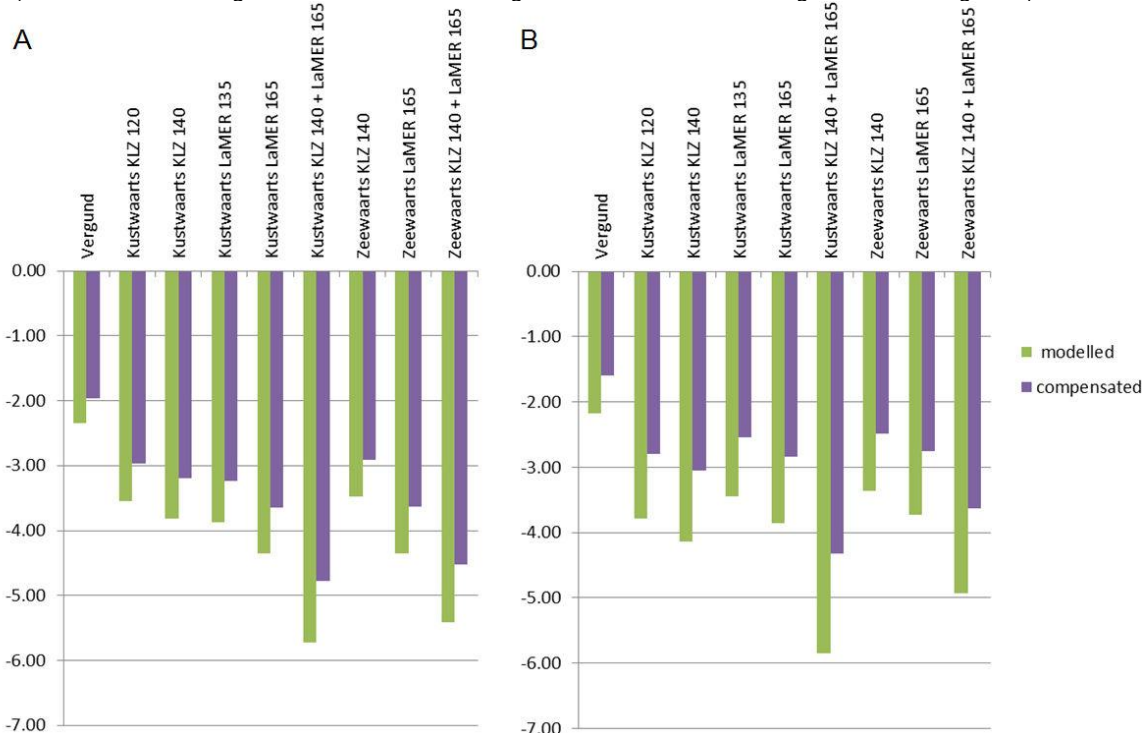 A
Vergund
Kustwaarts KLZ 120
Kustwaarts KLZ 140
Kustwaarts LaMER 135
Kustwaarts LaMER 165
Kustwaarts KLZ 140 + LaMER 165
Zeewaarts KLZ 140
Zeewaarts LaMER 165
Zeewaarts KLZ 140 + LaMER 165
0.00
-1.00
-2.00
-3.00
-4.00
-5.00
-6.00
-7.00
B
Vergund
Kustwaarts KLZ 120
Kustwaarts KLZ 140
Kustwaarts LaMER 135
Kustwaarts LaMER 165
Kustwaarts KLZ 140 + LaMER 165
Zeewaarts KLZ 140
Zeewaarts LaMER 165
Zeewaarts KLZ 140 + LaMER 165
0.00
-1.00
-2.00
-3.00
-4.00
-5.00
-6.00
-7.00
modelled
compensated